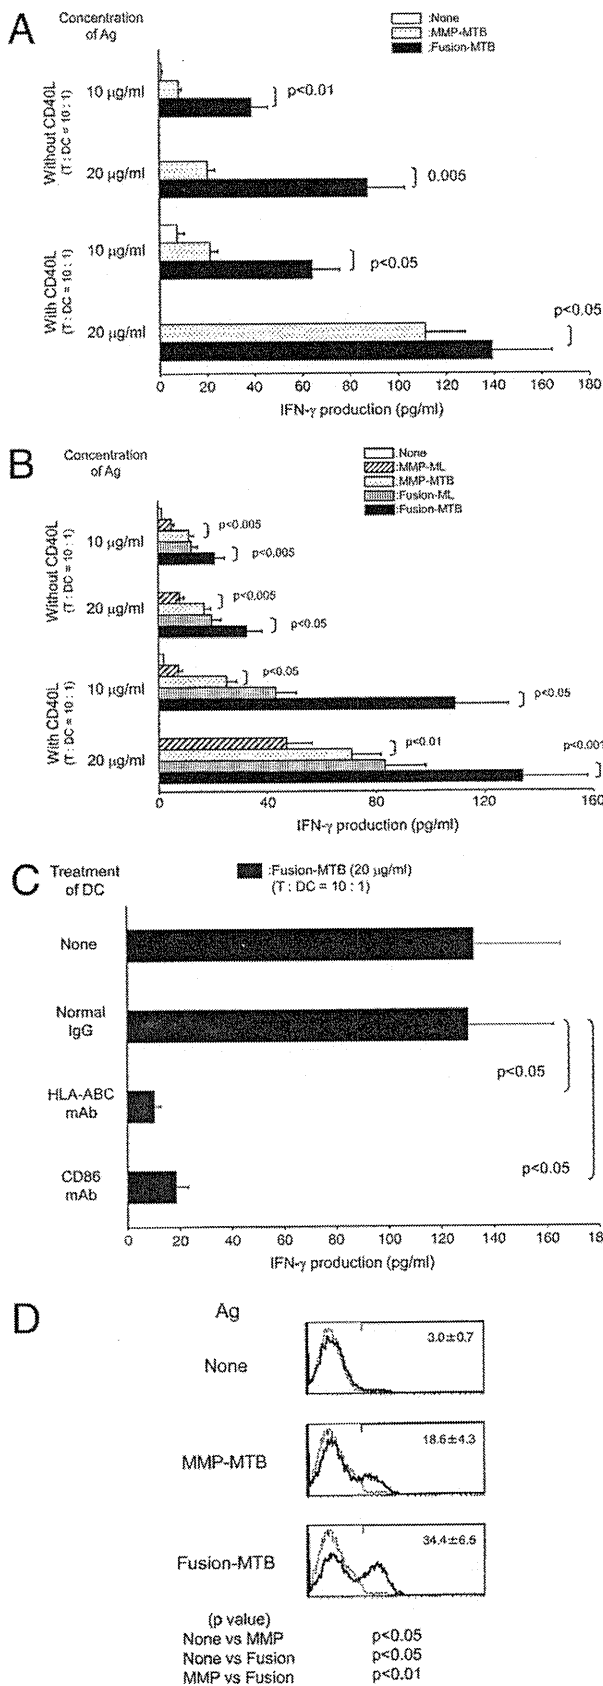 A
Concentration
of Ag
:None
:MMP-MTB
:Fusion-MTB
Without CD40L
(T : DC = 10 : 1)
10 µg/ml
p<0.01
20 µg/ml
0.005
With CD40L
(T : DC = 10 : 1)
10 µg/ml
p<0.05
20 µg/ml
p<0.05
0 20 40 60 80 100 120 140 160 180
IFN-γ production (pg/ml)
B
Concentration
of Ag
:None
:MMP-ML
:MMP-MTB
:Fusion-ML
:Fusion-MTB
Without CD40L
(T : DC = 10 : 1)
10 µg/ml
p<0.005
p<0.005
20 µg/ml
p<0.005
p<0.05
With CD40L
(T : DC = 10 : 1)
10 µg/ml
p<0.05
p<0.05
20 µg/ml
p<0.01
p<0.001
0 40 80 120 160
IFN-γ production (pg/ml)
C
Treatment
of DC
:Fusion-MTB (20 µg/ml)
(T : DC = 10 : 1)
None
Normal
IgG
p<0.05
HLA-ABC
mAb
p<0.05
CD86
mAb
0 20 40 60 80 100 120 140 160 18
IFN-γ production (pg/ml)
D
Ag
None
3.0±0.7
MMP-MTB
18.6±4.3
Fusion-MTB
34.4±6.5
(p value)
None vs MMP p<0.05
None vs Fusion p<0.05
MMP vs Fusion p<0.01